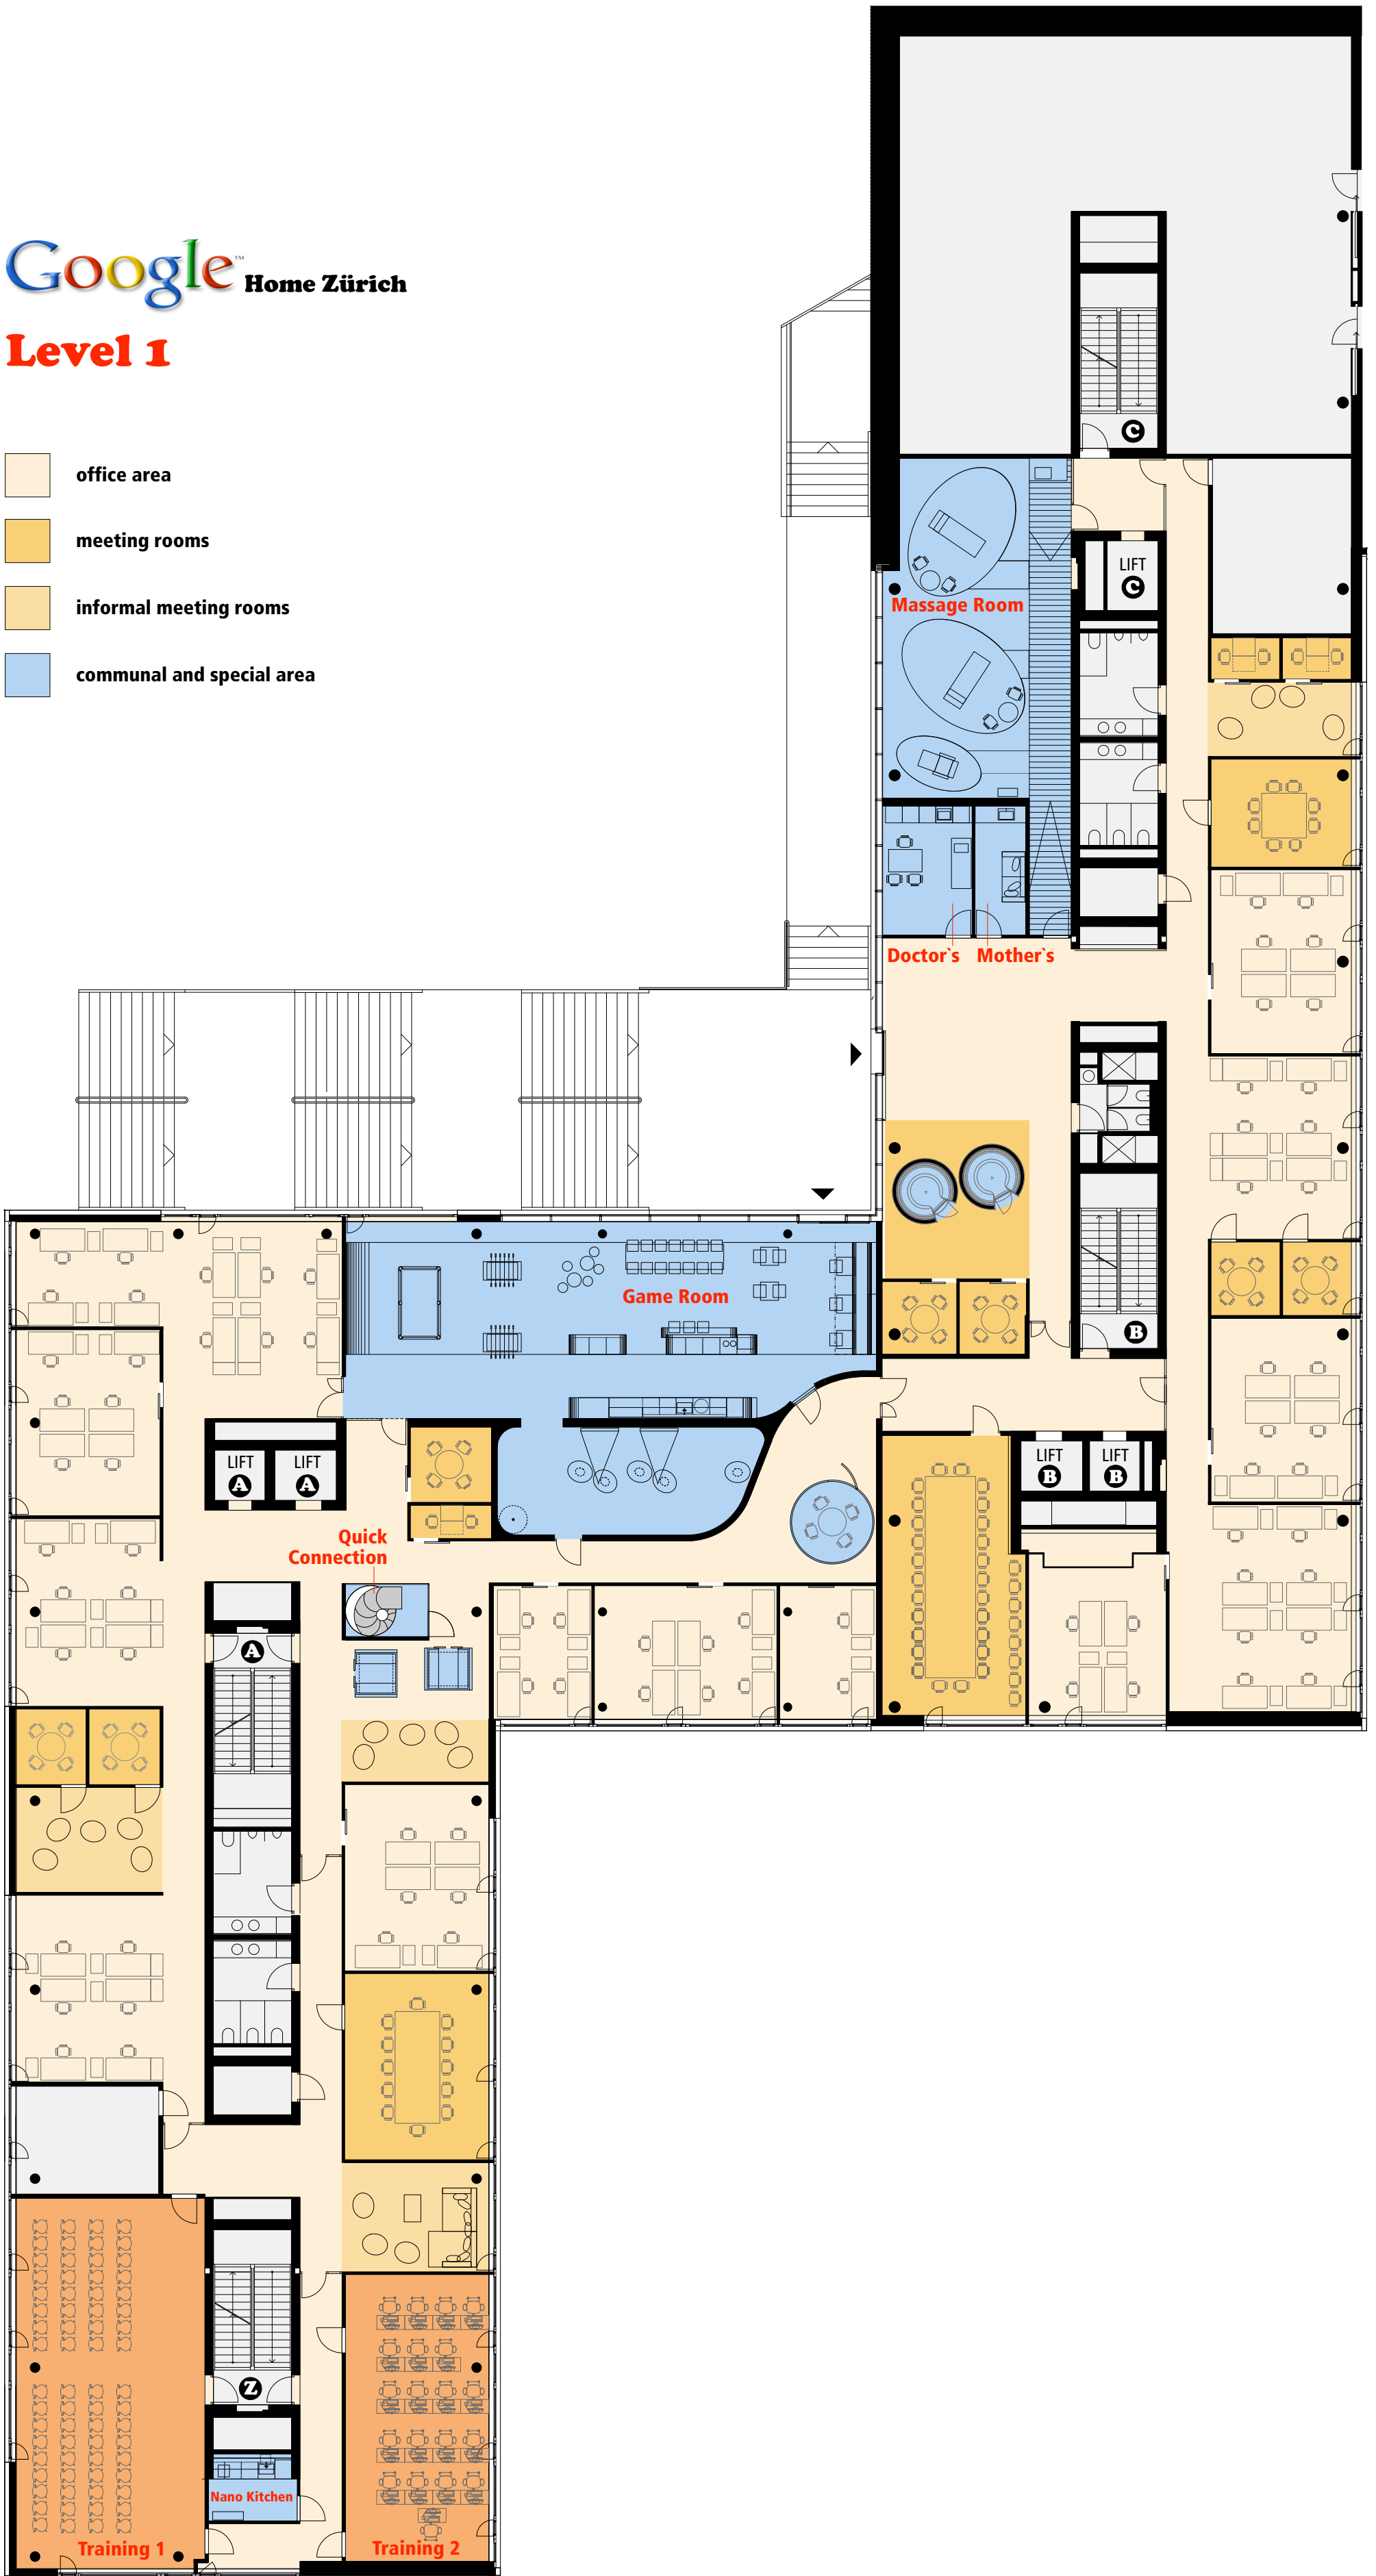 Google™ Home Zürich
Level 1
office area
meeting rooms
informal meeting rooms
communal and special area
C
LIFT
C
Massage Room
Doctor`s
Mother`s
Game Room
B
LIFT
A
LIFT
A
LIFT
B
LIFT
B
Quick
Connection
A
Z
Nano Kitchen
Training 1
Training 2